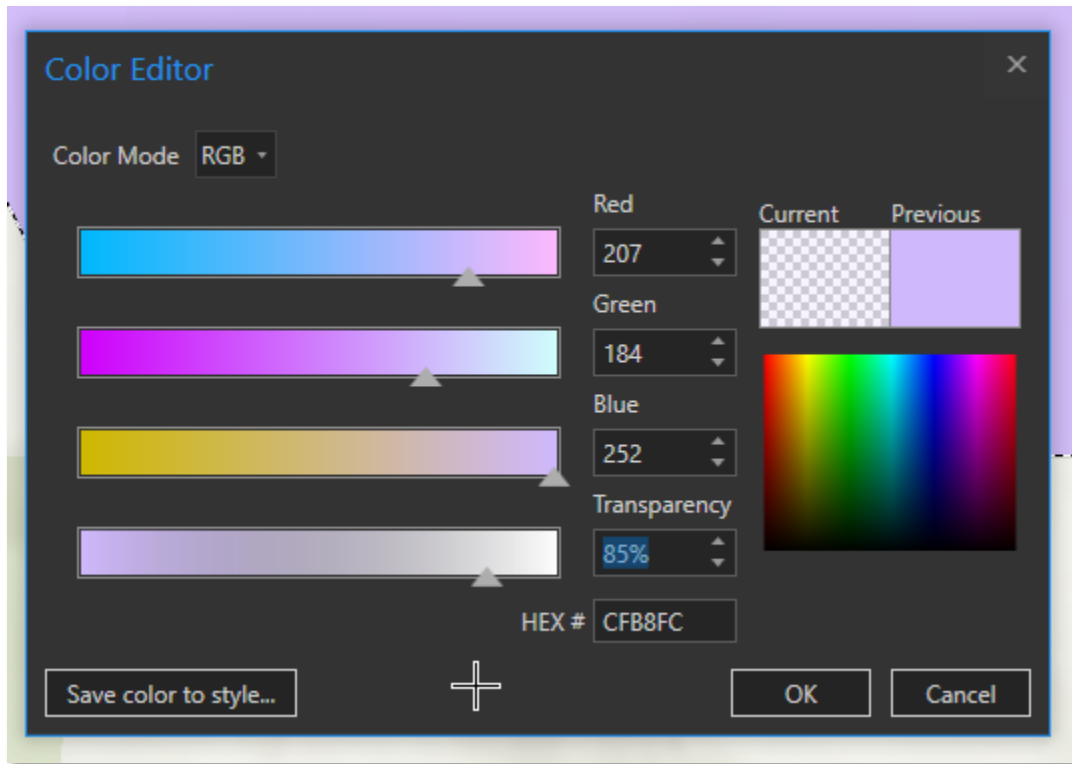 Color Editor
Color Mode RGB
Red
207
Green
184
Blue
252
Transparency
85%
HEX # CFB8FC
Current Previous
Save color to style...
OK
Cancel